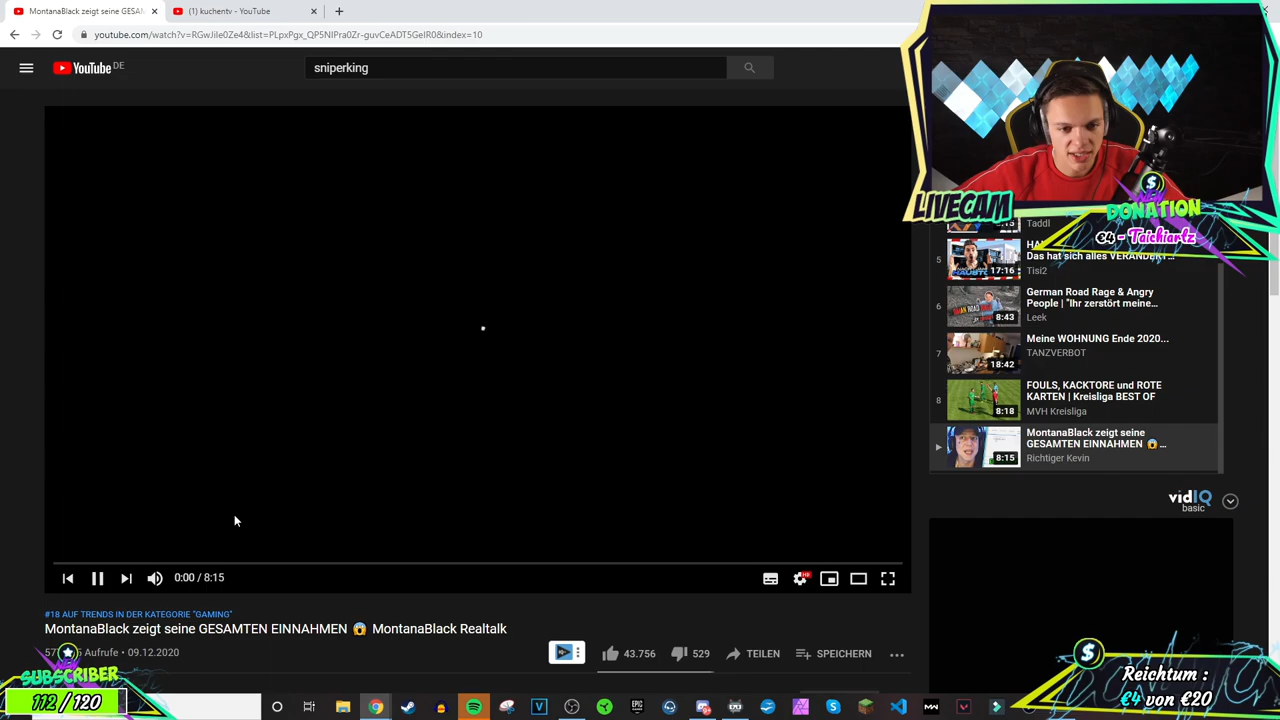 MontanaBlack zeigt seine GESAM
(1) kuchentv - YouTube
youtube.com/watch?v=RGwJile0Ze4&list=PLpxPgx_QP5NIPra0Zr-guvCeADT5GeIR0&index=10
YouTube DE
sniperking
LIVECAM
NEW
DONATION
€4 - Taichiartz
Taddl
5
Das hat sich alles VERÄNDERT...
17:16
Tisi2
6
German Road Rage & Angry
People | "Ihr zerstört meine...
8:43
Leek
7
Meine WOHNUNG Ende 2020...
TANZVERBOT
18:42
8
FOULS, KACKTORE und ROTE
KARTEN | Kreisliga BEST OF
8:18
MVH Kreisliga
MontanaBlack zeigt seine
GESAMTEN EINNAHMEN 😱 ...
8:15
Richtiger Kevin
vidIQ
basic
0:00 / 8:15
HD
#18 AUF TRENDS IN DER KATEGORIE "GAMING"
MontanaBlack zeigt seine GESAMTEN EINNAHMEN 😱 MontanaBlack Realtalk
Aufrufe • 09.12.2020
43.756
529
TEILEN
SPEICHERN
NEW
SUBSCRIBER
112 / 120
Reichtum :
€4 von €20